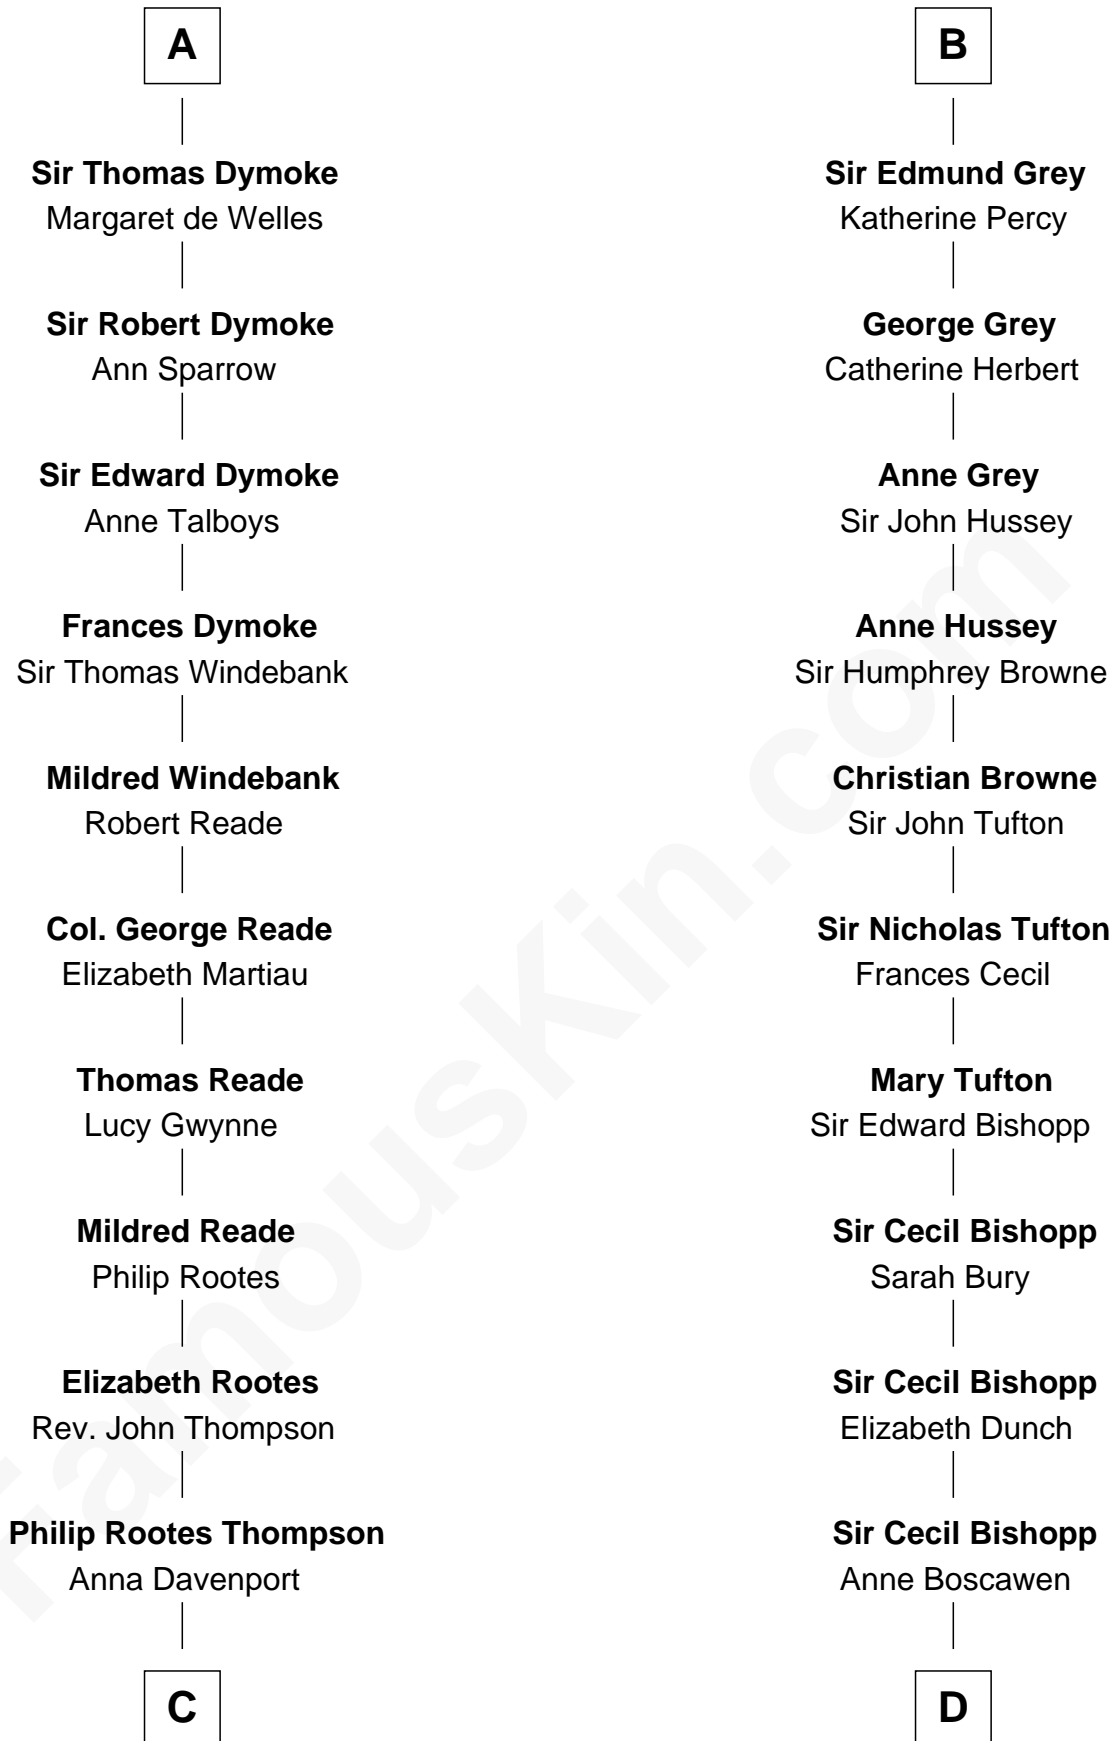 A
Sir Thomas Dymoke
Margaret de Welles
Sir Robert Dymoke
Ann Sparrow
Sir Edward Dymoke
Anne Talboys
Frances Dymoke
Sir Thomas Windebank
Mildred Windebank
Robert Reade
Col. George Reade
Elizabeth Martiau
Thomas Reade
Lucy Gwynne
Mildred Reade
Philip Rootes
Elizabeth Rootes
Rev. John Thompson
Philip Rootes Thompson
Anna Davenport
C
B
Sir Edmund Grey
Katherine Percy
George Grey
Catherine Herbert
Anne Grey
Sir John Hussey
Anne Hussey
Sir Humphrey Browne
Christian Browne
Sir John Tufton
Sir Nicholas Tufton
Frances Cecil
Mary Tufton
Sir Edward Bishopp
Sir Cecil Bishopp
Sarah Bury
Sir Cecil Bishopp
Elizabeth Dunch
Sir Cecil Bishopp
Anne Boscawen
D
FamousKin.com